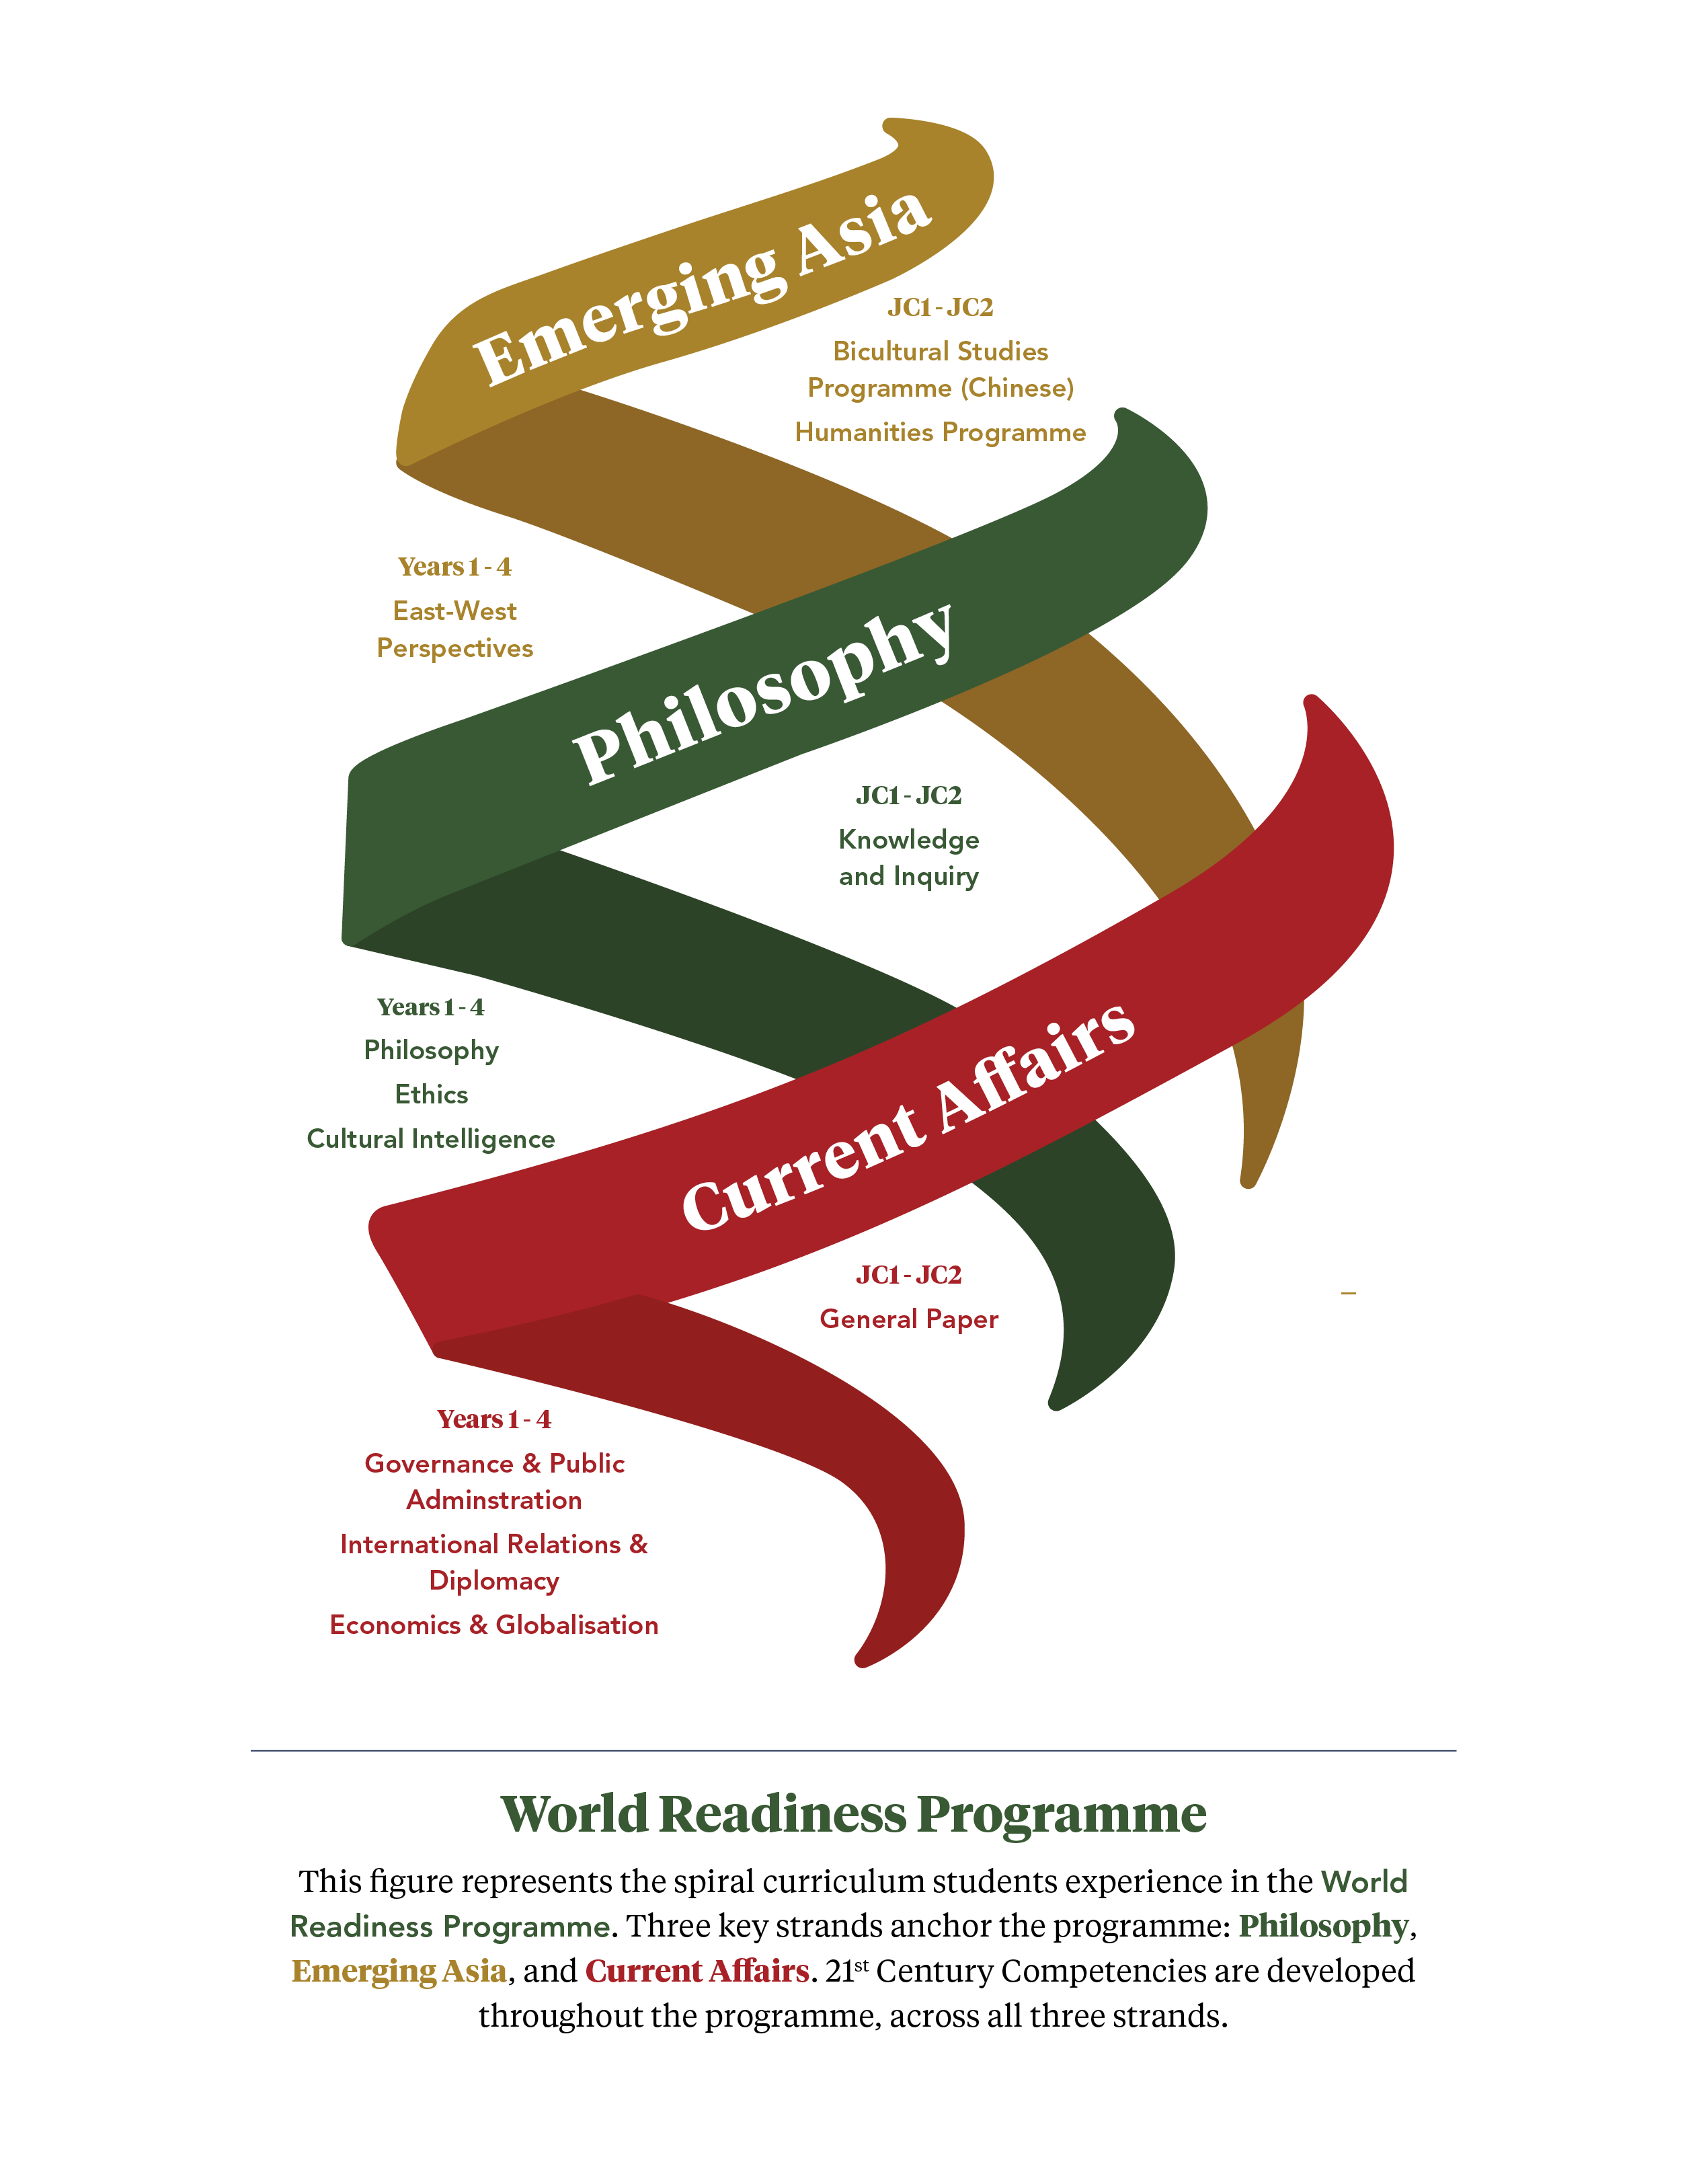 Emerging Asia
JC1 - JC2
Bicultural Studies
Programme (Chinese)
Humanities Programme
Years 1 - 4
East-West
Perspectives
Philosophy
JC1 - JC2
Knowledge
and Inquiry
Years 1 - 4
Philosophy
Ethics
Cultural Intelligence
Current Affairs
JC1 - JC2
General Paper
Years 1 - 4
Governance & Public
Adminstration
International Relations &
Diplomacy
Economics & Globalisation
World Readiness Programme
This figure represents the spiral curriculum students experience in the World
Readiness Programme. Three key strands anchor the programme: Philosophy,
Emerging Asia, and Current Affairs. 21st Century Competencies are developed
throughout the programme, across all three strands.